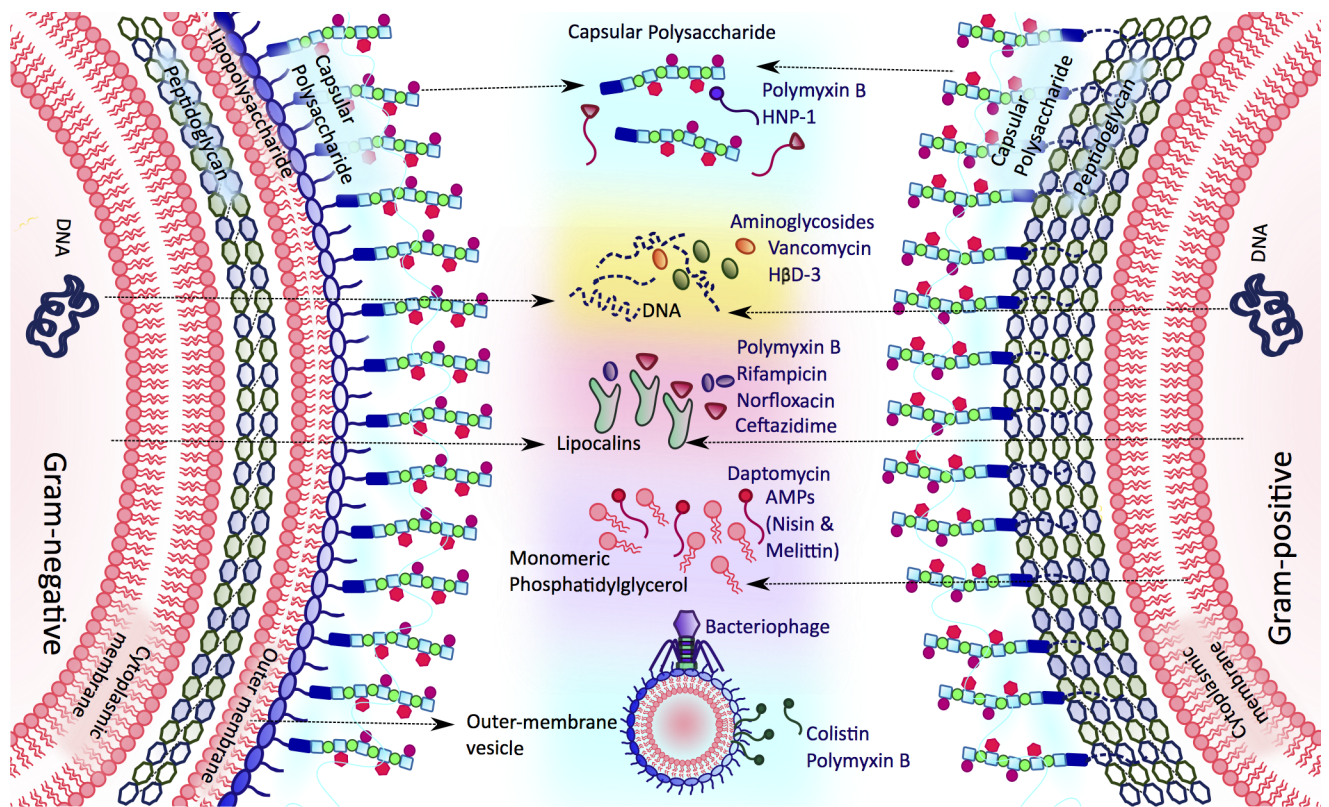 Capsular Polysaccharide
Polymyxin B
HNP-1
Aminoglycosides
Vancomycin
HβD-3
DNA
Polymyxin B
Rifampicin
Norfloxacin
Ceftazidime
Lipocalins
Daptomycin
AMPs
(Nisin &
Melittin)
Monomeric
Phosphatidylglycerol
Bacteriophage
Outer-membrane
vesicle
Colistin
Polymyxin B
Gram-negative
DNA
Cytoplasmic
membrane
Peptidoglycan
Outer membrane
Lipopolysaccharide
Capsular
Polysaccharide
Capsular
Polysaccharide
Peptidoglycan
DNA
Cytoplasmic
membrane
Gram-positive